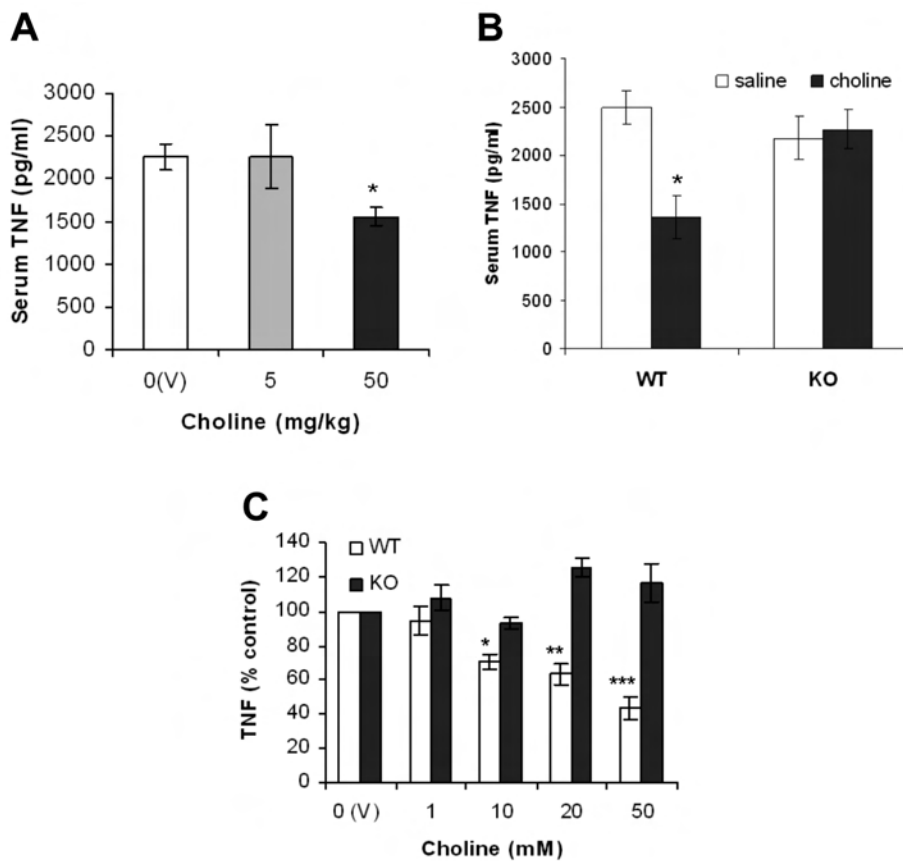 A
Serum TNF (pg/ml)
3000
2500
2000
1500
1000
500
0
*
0(V) 5 50
Choline (mg/kg)
B
Serum TNF (pg/ml)
3000
2500
2000
1500
1000
500
0
saline choline
*
WT KO
C
TNF (% control)
140
120
100
80
60
40
20
0
WT
KO
* ** ***
0 (V) 1 10 20 50
Choline (mM)